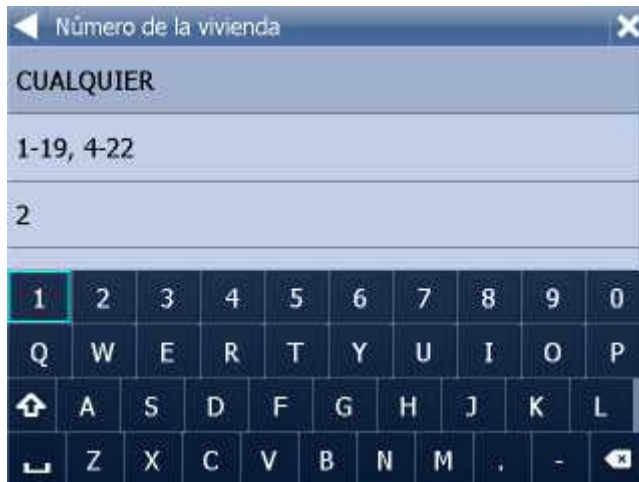 Número de la vivienda
CUALQUIER
1-19, 4-22
2
1 2 3 4 5 6 7 8 9 0
Q W E R T Y U I O P
A S D F G H J K L
Z X C V B N M . -